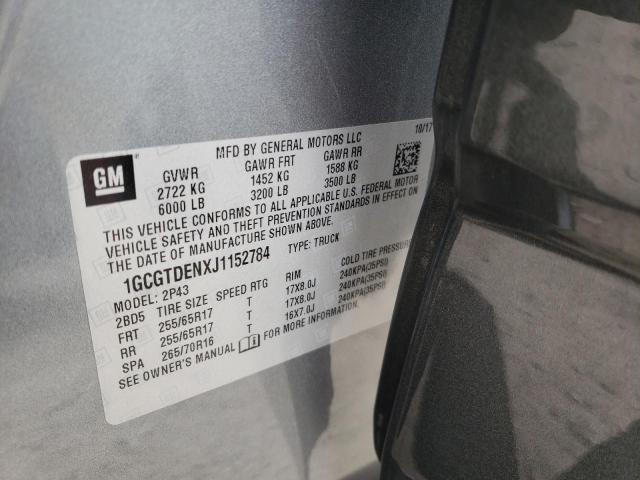 GM
MFD BY GENERAL MOTORS LLC
10/17
GVWR GAWR FRT GAWR RR
2722 KG 1452 KG 1588 KG
6000 LB 3200 LB 3500 LB
THIS VEHICLE CONFORMS TO ALL APPLICABLE U.S. FEDERAL MOTOR
VEHICLE SAFETY AND THEFT PREVENTION STANDARDS IN EFFECT ON
THE DATE OF MANUFACTURE SHOWN ABOVE.
1GCGTDENXJ1152784 TYPE: TRUCK
MODEL: 2P43
2BD5 TIRE SIZE SPEED RTG RIM COLD TIRE PRESSURE
FRT 255/65R17 T 17X8.0J 240KPA(35PSI)
RR 255/65R17 T 17X8.0J 240KPA(35PSI)
SPA 265/70R16 T 16X7.0J 240KPA(35PSI)
SEE OWNER'S MANUAL FOR MORE INFORMATION.